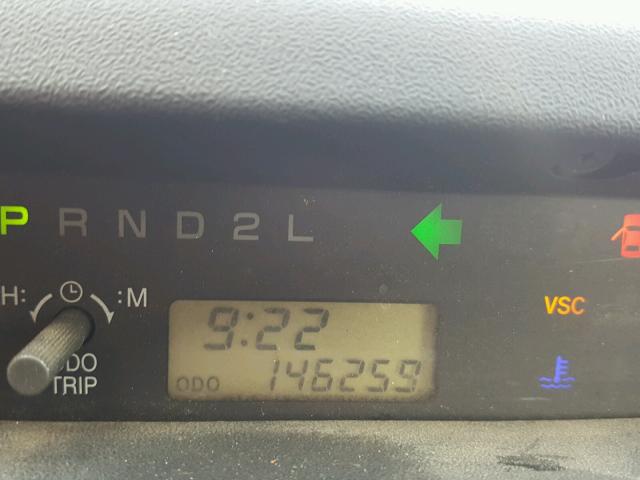 P R N D 2 L
H: :M
9:22
VSC
ODO 146259
ODO
TRIP